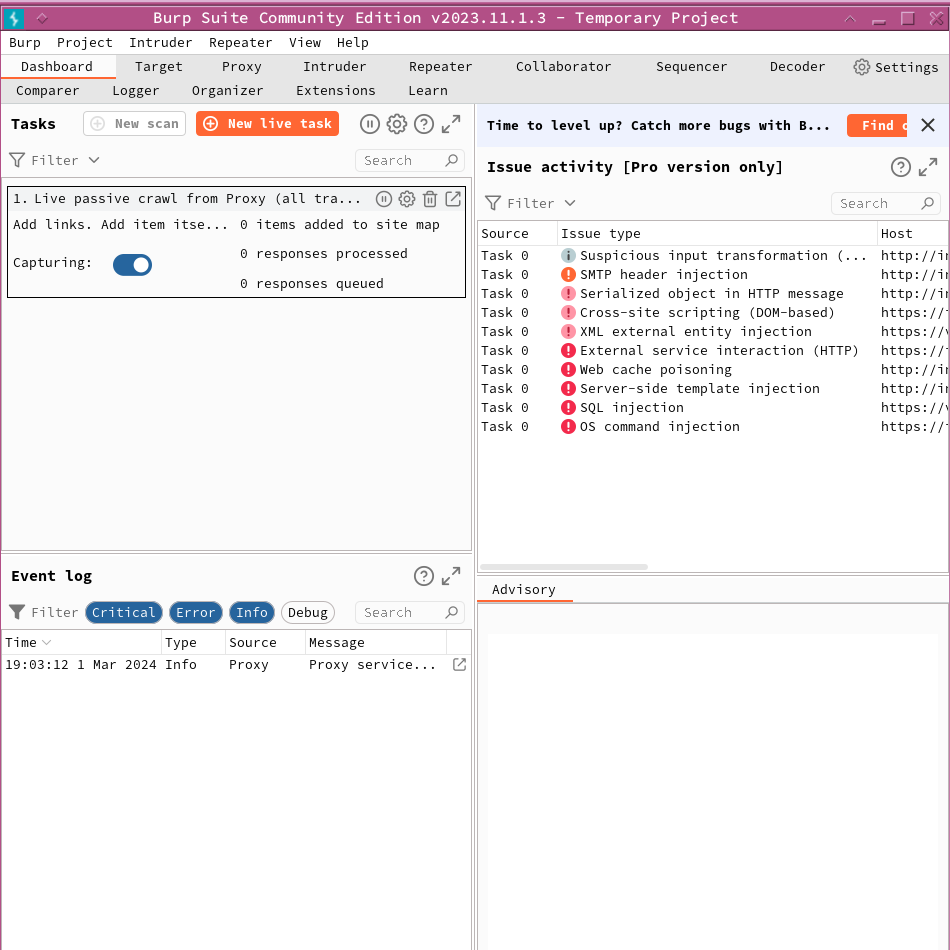 Burp Suite Community Edition v2023.11.1.3 - Temporary Project
Burp Project Intruder Repeater View Help
Dashboard Target Proxy Intruder Repeater Collaborator Sequencer Decoder Settings
Comparer Logger Organizer Extensions Learn
Tasks New scan New live task
Filter Search
1. Live passive crawl from Proxy (all tra...
Add links. Add item itse... 0 items added to site map
Capturing: 0 responses processed
0 responses queued
Event log
Filter Critical Error Info Debug Search
Time Type Source Message
19:03:12 1 Mar 2024 Info Proxy Proxy service...
Time to level up? Catch more bugs with B... Find
Issue activity [Pro version only]
Filter Search
Source Issue type Host
Task 0 Suspicious input transformation (... http://in
Task 0 SMTP header injection http://in
Task 0 Serialized object in HTTP message http://in
Task 0 Cross-site scripting (DOM-based) https://
Task 0 XML external entity injection https://
Task 0 External service interaction (HTTP) https://
Task 0 Web cache poisoning http://in
Task 0 Server-side template injection http://in
Task 0 SQL injection https://
Task 0 OS command injection https://
Advisory